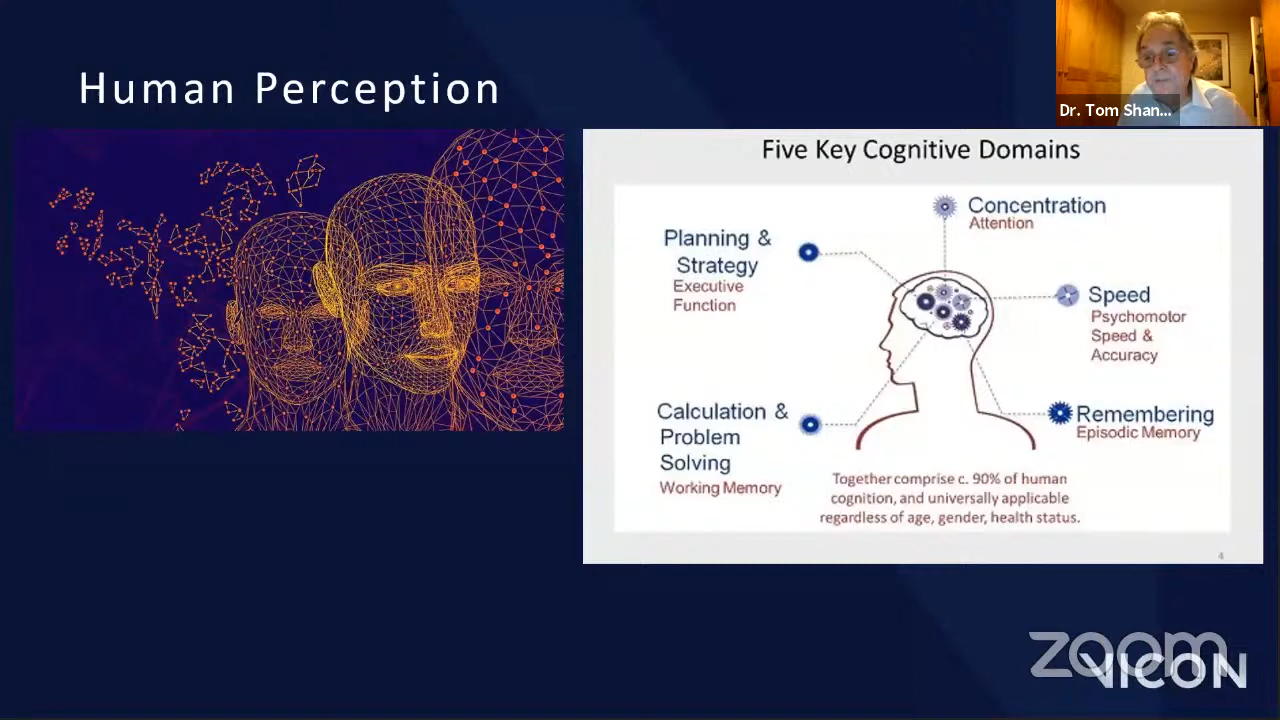 Human Perception
Dr. Tom Shan...
Five Key Cognitive Domains
Concentration
Attention
Planning &
Strategy
Executive
Function
Speed
Psychomotor
Speed &
Accuracy
Calculation &
Problem
Solving
Working Memory
Remembering
Episodic Memory
Together comprise c. 90% of human
cognition, and universally applicable
regardless of age, gender, health status.
4
zoom
VICON